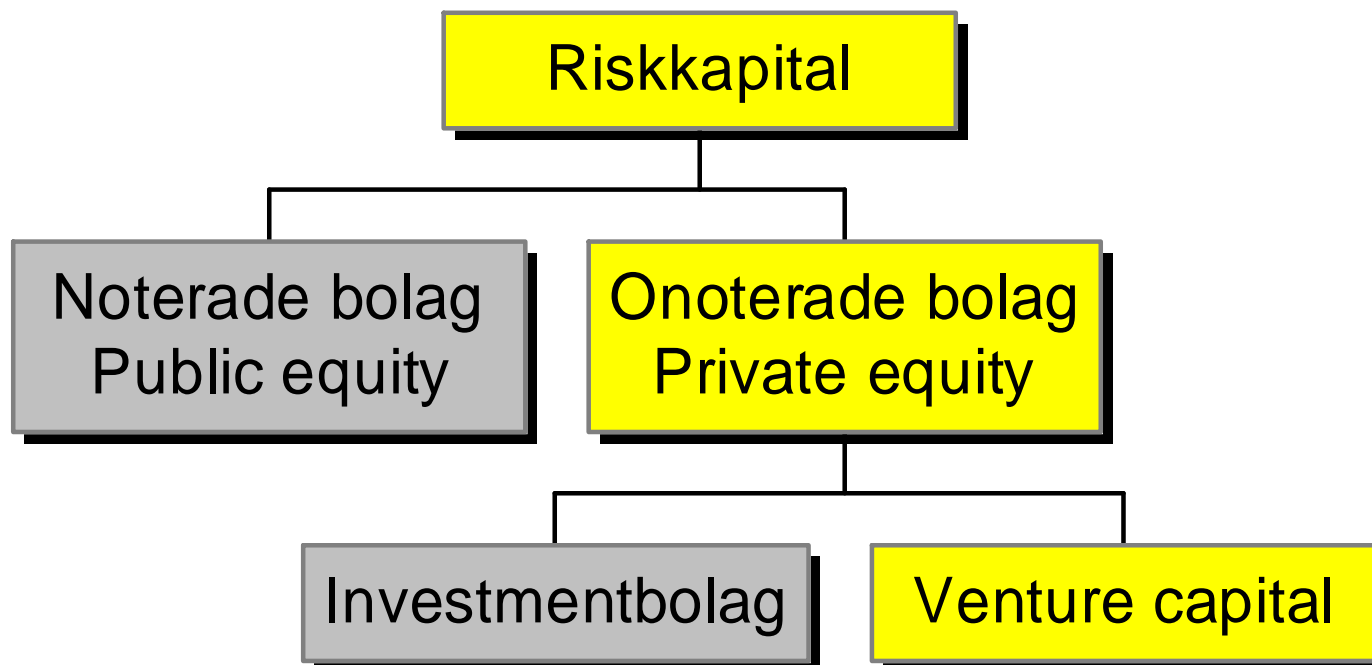 Riskkapital
Noterade bolag
Public equity
Onoterade bolag
Private equity
Investmentbolag
Venture capital